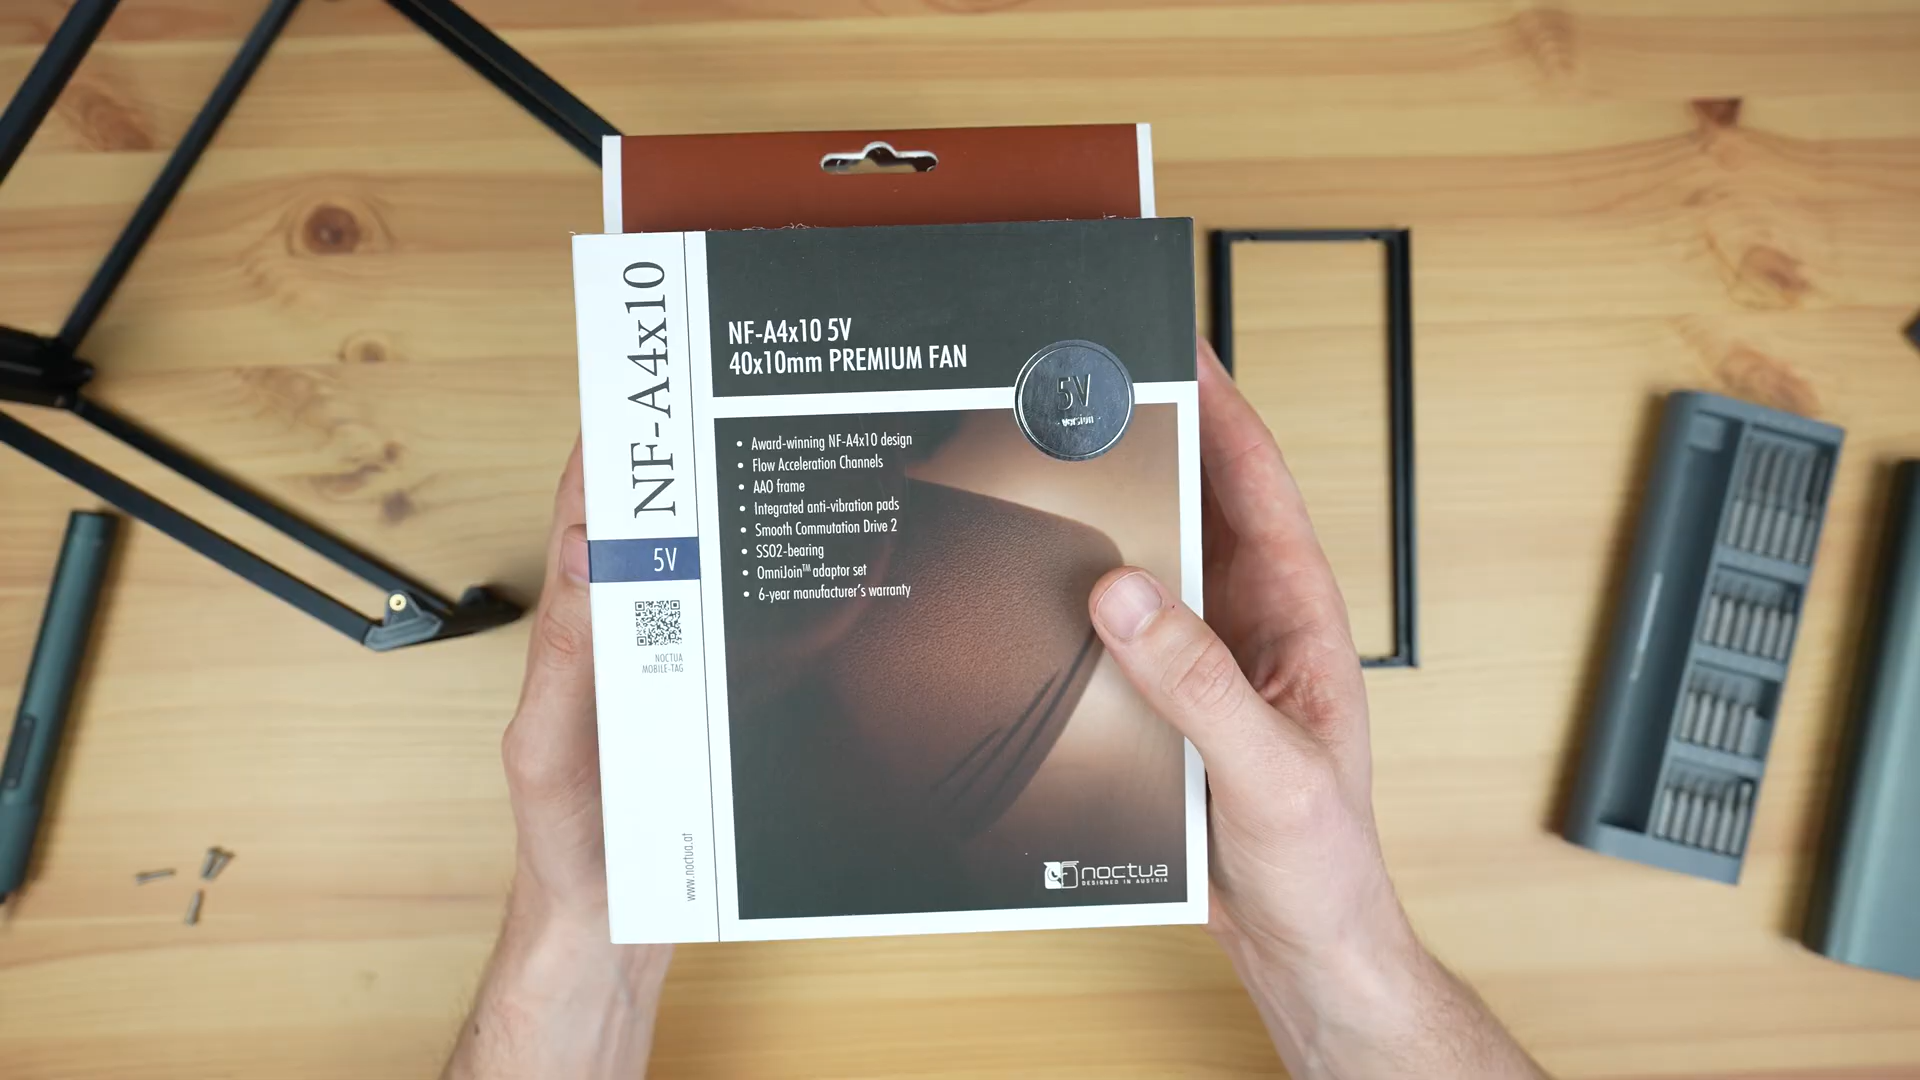 NF-A4x10
5V
NOCTUA
MOBILE-TAG
www.noctua.at
NF-A4x10 5V
40x10mm PREMIUM FAN
5V
version
• Award-winning NF-A4x10 design
• Flow Acceleration Channels
• AAO frame
• Integrated anti-vibration pads
• Smooth Commutation Drive 2
• SSO2-bearing
• OmniJoin™ adaptor set
• 6-year manufacturer's warranty
noctua
DESIGNED IN AUSTRIA